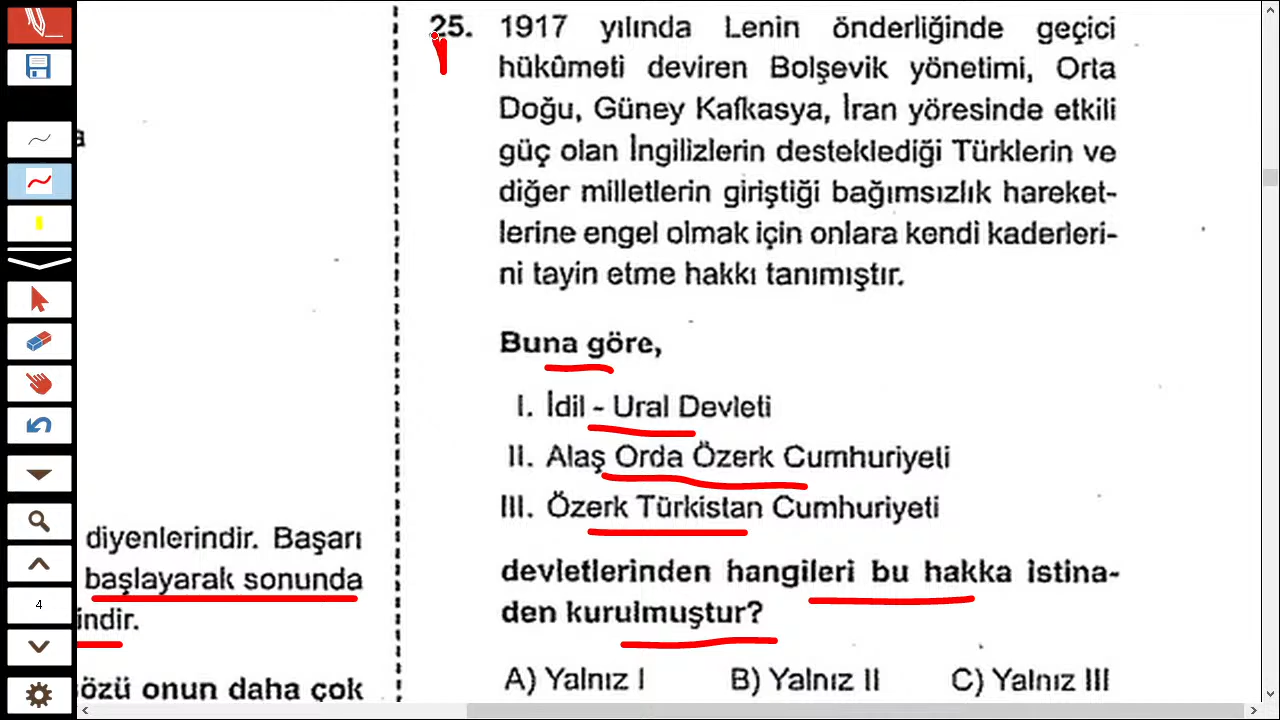 a
diyenlerindir. Başarı
başlayarak sonunda
indir.
sözü onun daha çok
25. 1917 yılında Lenin önderliğinde geçici
hükûmeti deviren Bolşevik yönetimi, Orta
Doğu, Güney Kafkasya, İran yöresinde etkili
güç olan İngilizlerin desteklediği Türklerin ve
diğer milletlerin giriştiği bağımsızlık hareket-
lerine engel olmak için onlara kendi kaderleri-
ni tayin etme hakkı tanımıştır.
Buna göre,
I. İdil - Ural Devleti
II. Alaş Orda Özerk Cumhuriyeti
III. Özerk Türkistan Cumhuriyeti
devletlerinden hangileri bu hakka istina-
den kurulmuştur?
A) Yalnız I B) Yalnız II C) Yalnız III
4